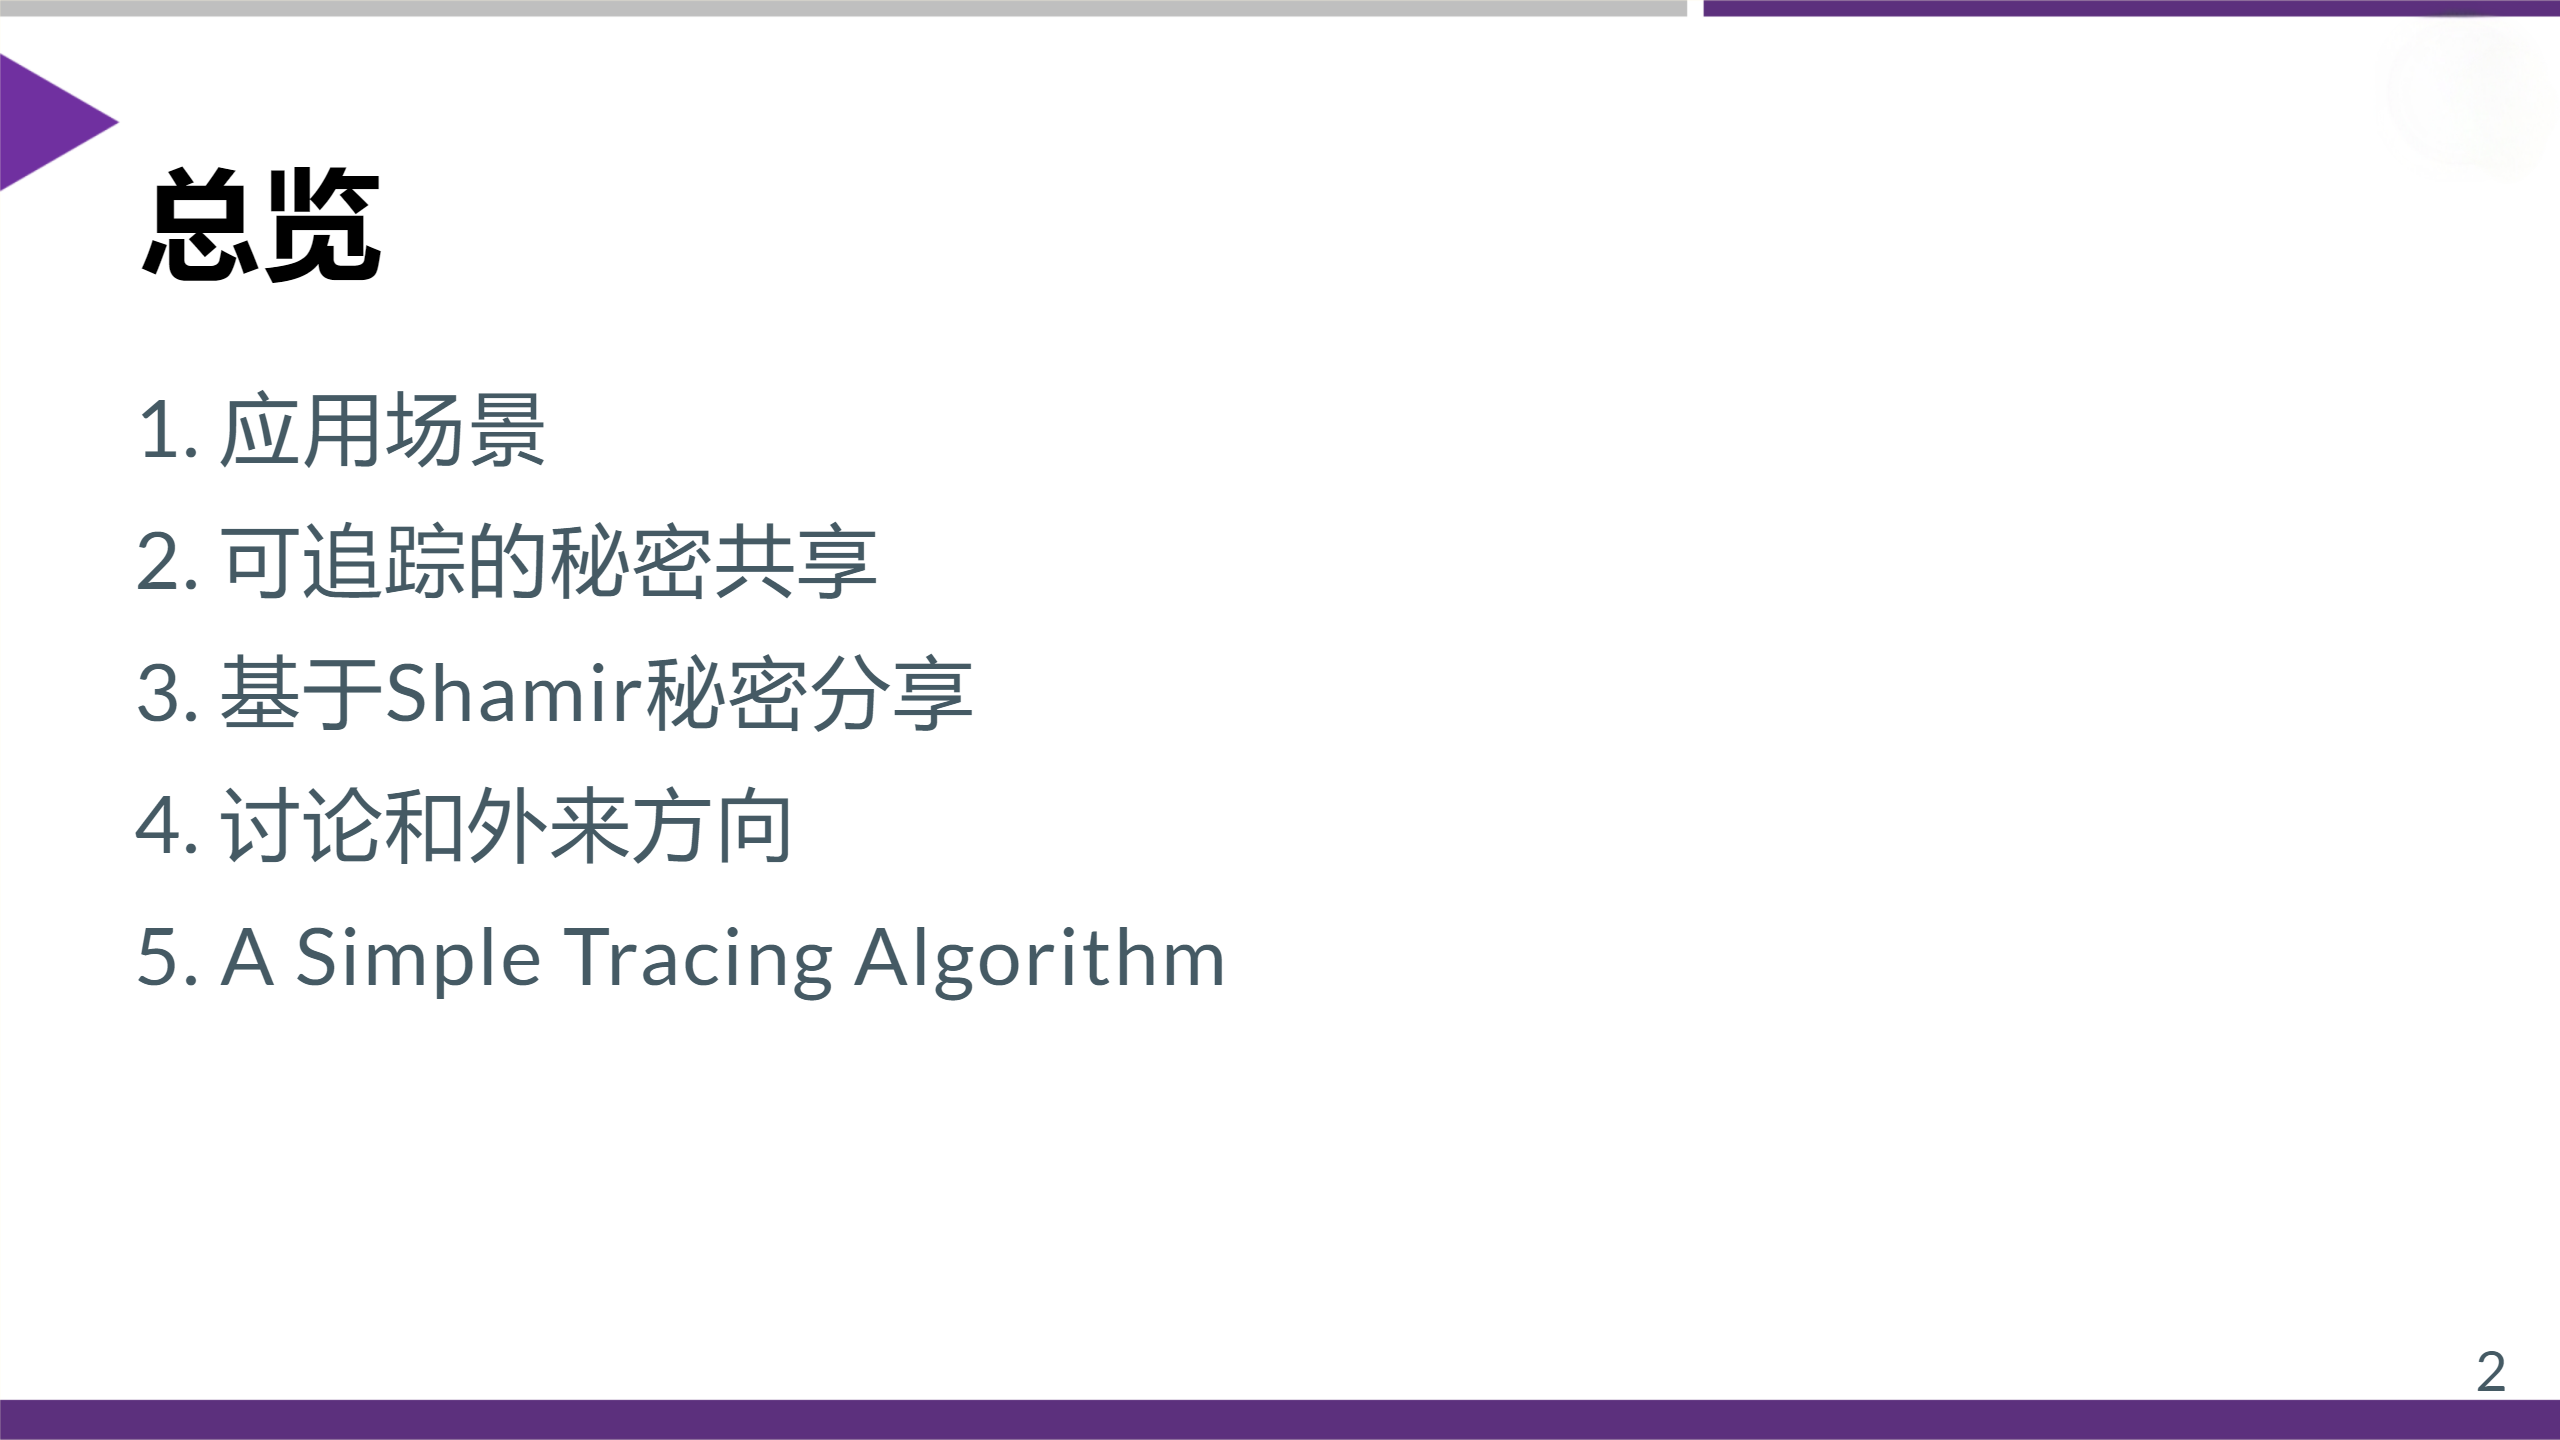 总览
1. 应用场景
2. 可追踪的秘密共享
3. 基于Shamir秘密分享
4. 讨论和外来方向
5. A Simple Tracing Algorithm
2